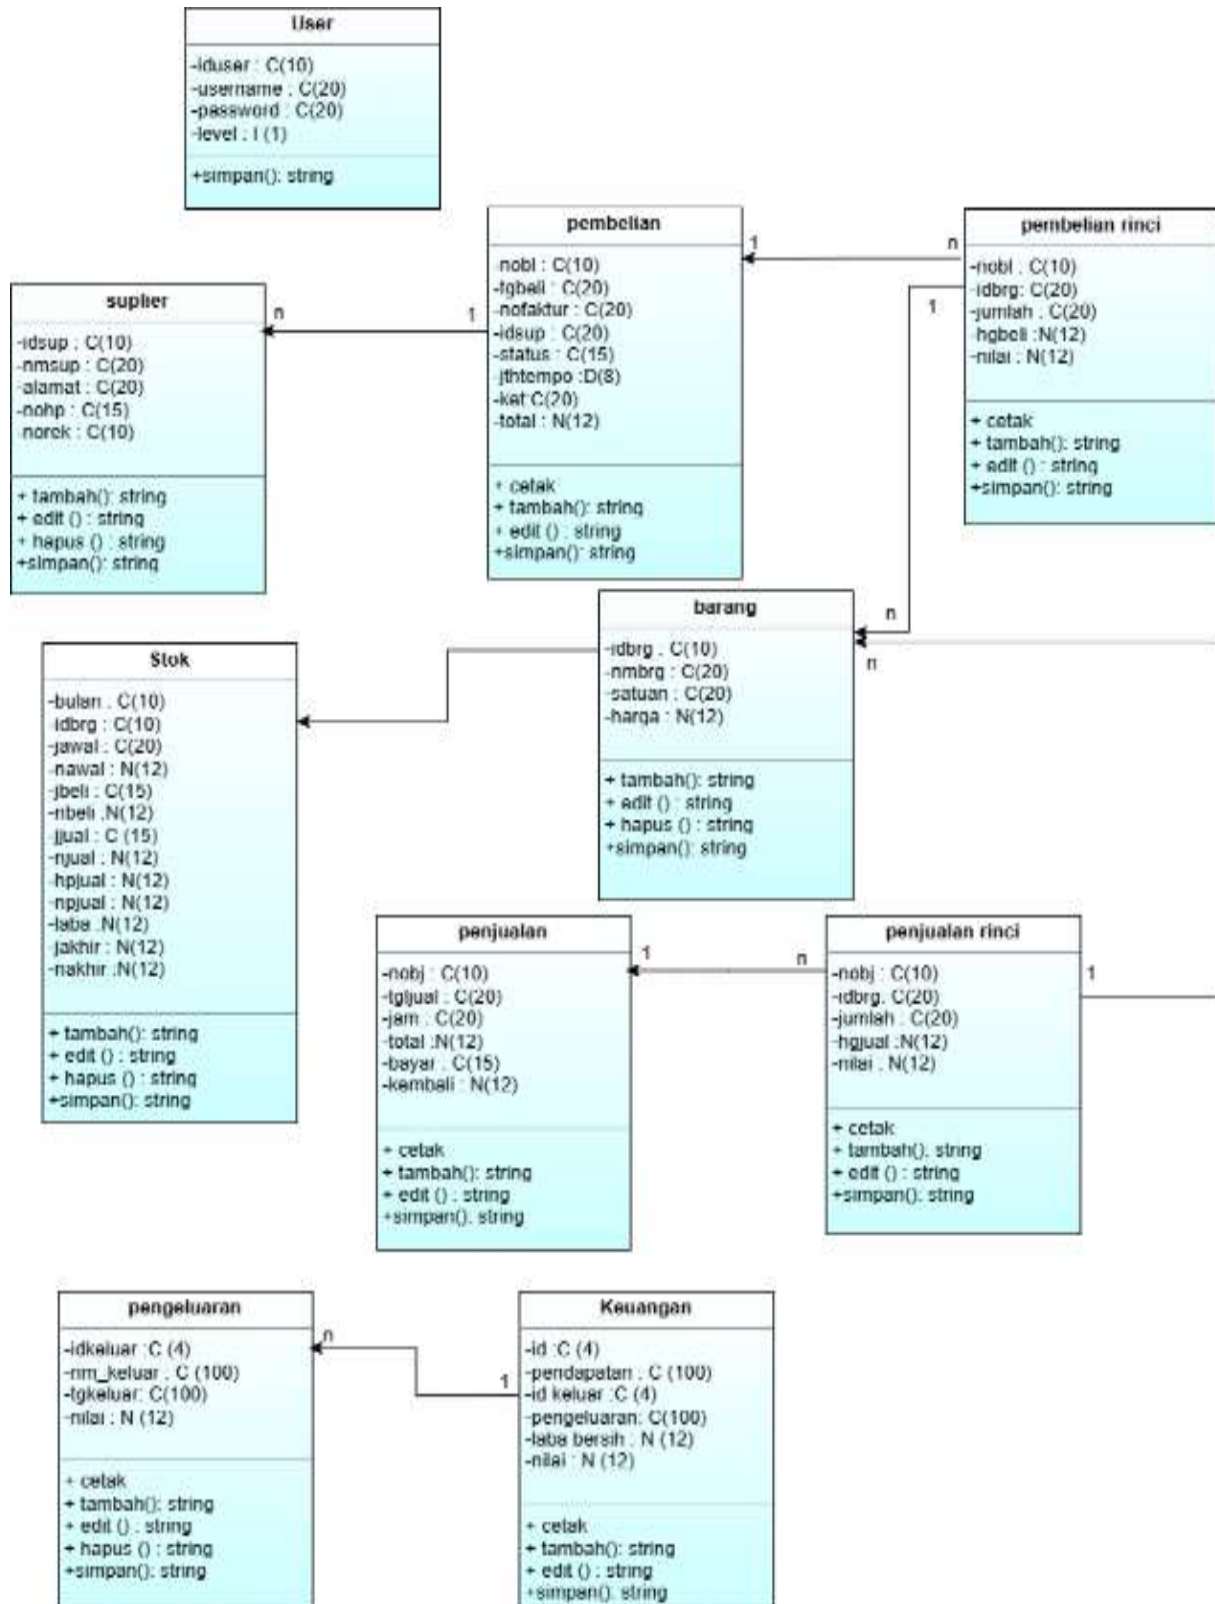 User
-iduser : C(10)
-username : C(20)
-password : C(20)
-level : I (1)
+simpan(): string
pembelian
-nobl : C(10)
-tgbeli : C(20)
-nofaktur : C(20)
-idsup : C(20)
-status : C(15)
-jthtempo :D(8)
-ket:C(20)
-total : N(12)
+ cetak
+ tambah(): string
+ edit () : string
+simpan(): string
1
n
pembelian rinci
-nobl : C(10)
-idbrg: C(20)
-jumlah : C(20)
-hgbeli :N(12)
-nilai : N(12)
+ cetak
+ tambah(): string
+ edit () : string
+simpan(): string
1
n
suplier
-idsup : C(10)
-nmsup : C(20)
-alamat : C(20)
-nohp : C(15)
-norek : C(10)
+ tambah(): string
+ edit () : string
+ hapus () : string
+simpan(): string
n
1
barang
-idbrg : C(10)
-nmbrg : C(20)
-satuan : C(20)
-harga : N(12)
+ tambah(): string
+ edit () : string
+ hapus () : string
+simpan(): string
n
Stok
-bulan : C(10)
-idbrg : C(10)
-jawal : C(20)
-nawal : N(12)
-jbeli : C(15)
-nbeli :N(12)
-jjual : C (15)
-njual : N(12)
-hpjual : N(12)
-npjual : N(12)
-laba :N(12)
-jakhir : N(12)
-nakhir :N(12)
+ tambah(): string
+ edit () : string
+ hapus () : string
+simpan(): string
penjualan
-nobj : C(10)
-tgljual : C(20)
-jam : C(20)
-total :N(12)
-bayar : C(15)
-kembali : N(12)
+ cetak
+ tambah(): string
+ edit () : string
+simpan(): string
1
n
penjualan rinci
-nobj : C(10)
-idbrg: C(20)
-jumlah : C(20)
-hgjual :N(12)
-nilai : N(12)
+ cetak
+ tambah(): string
+ edit () : string
+simpan(): string
1
pengeluaran
-idkeluar :C (4)
-nm_keluar : C (100)
-tgkeluar: C(100)
-nilai : N (12)
+ cetak
+ tambah(): string
+ edit () : string
+ hapus () : string
+simpan(): string
n
1
Keuangan
-id :C (4)
-pendapatan : C (100)
-id keluar :C (4)
-pengeluaran: C(100)
-laba bersih : N (12)
-nilai : N (12)
+ cetak
+ tambah(): string
+ edit () : string
+simpan(): string